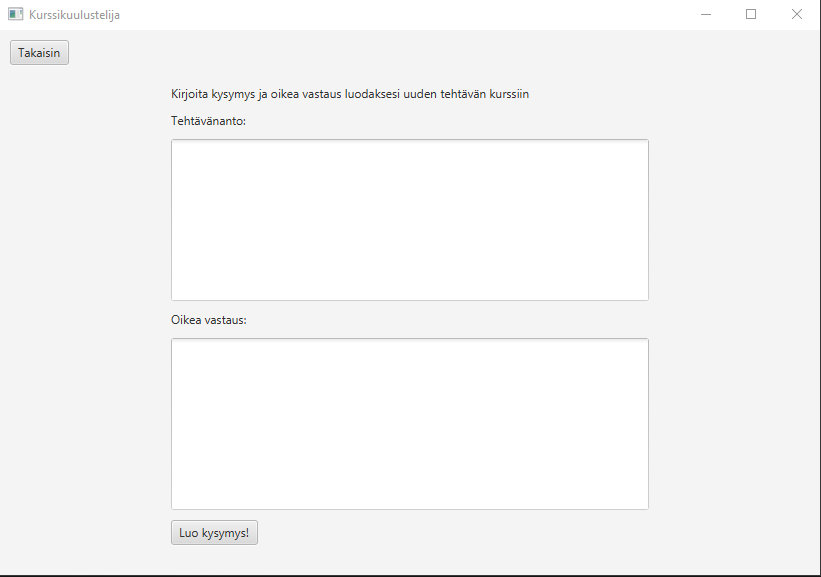 Kurssikuulustelija
Takaisin
Kirjoita kysymys ja oikea vastaus luodaksesi uuden tehtävän kurssiin
Tehtävänanto:
Oikea vastaus:
Luo kysymys!